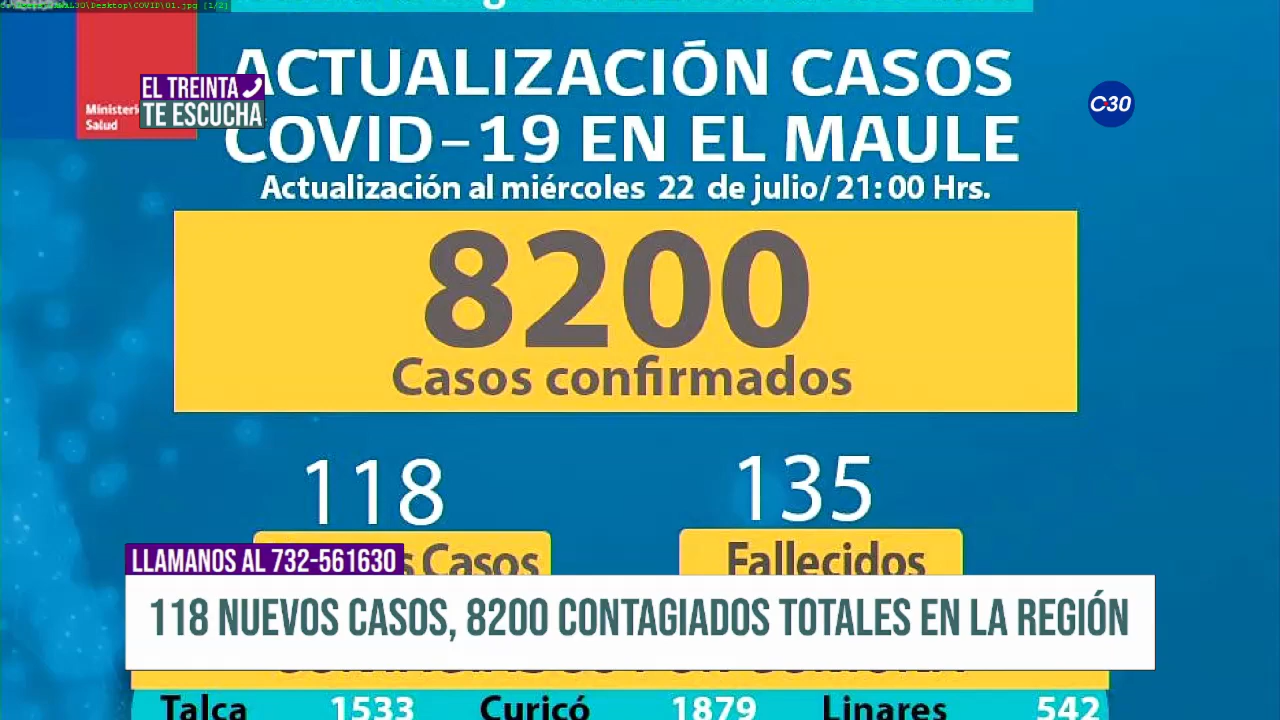 ACTUALIZACIÓN CASOS
COVID-19 EN EL MAULE
Actualización al miércoles 22 de julio/ 21:00 Hrs.
Salud
EL TREINTA
TE ESCUCHA
C30
8200
Casos confirmados
118
135
Casos
Fallecidos
LLAMANOS AL 732-561630
118 NUEVOS CASOS, 8200 CONTAGIADOS TOTALES EN LA REGIÓN
Talca 1533 Curicó 1879 Linares 542